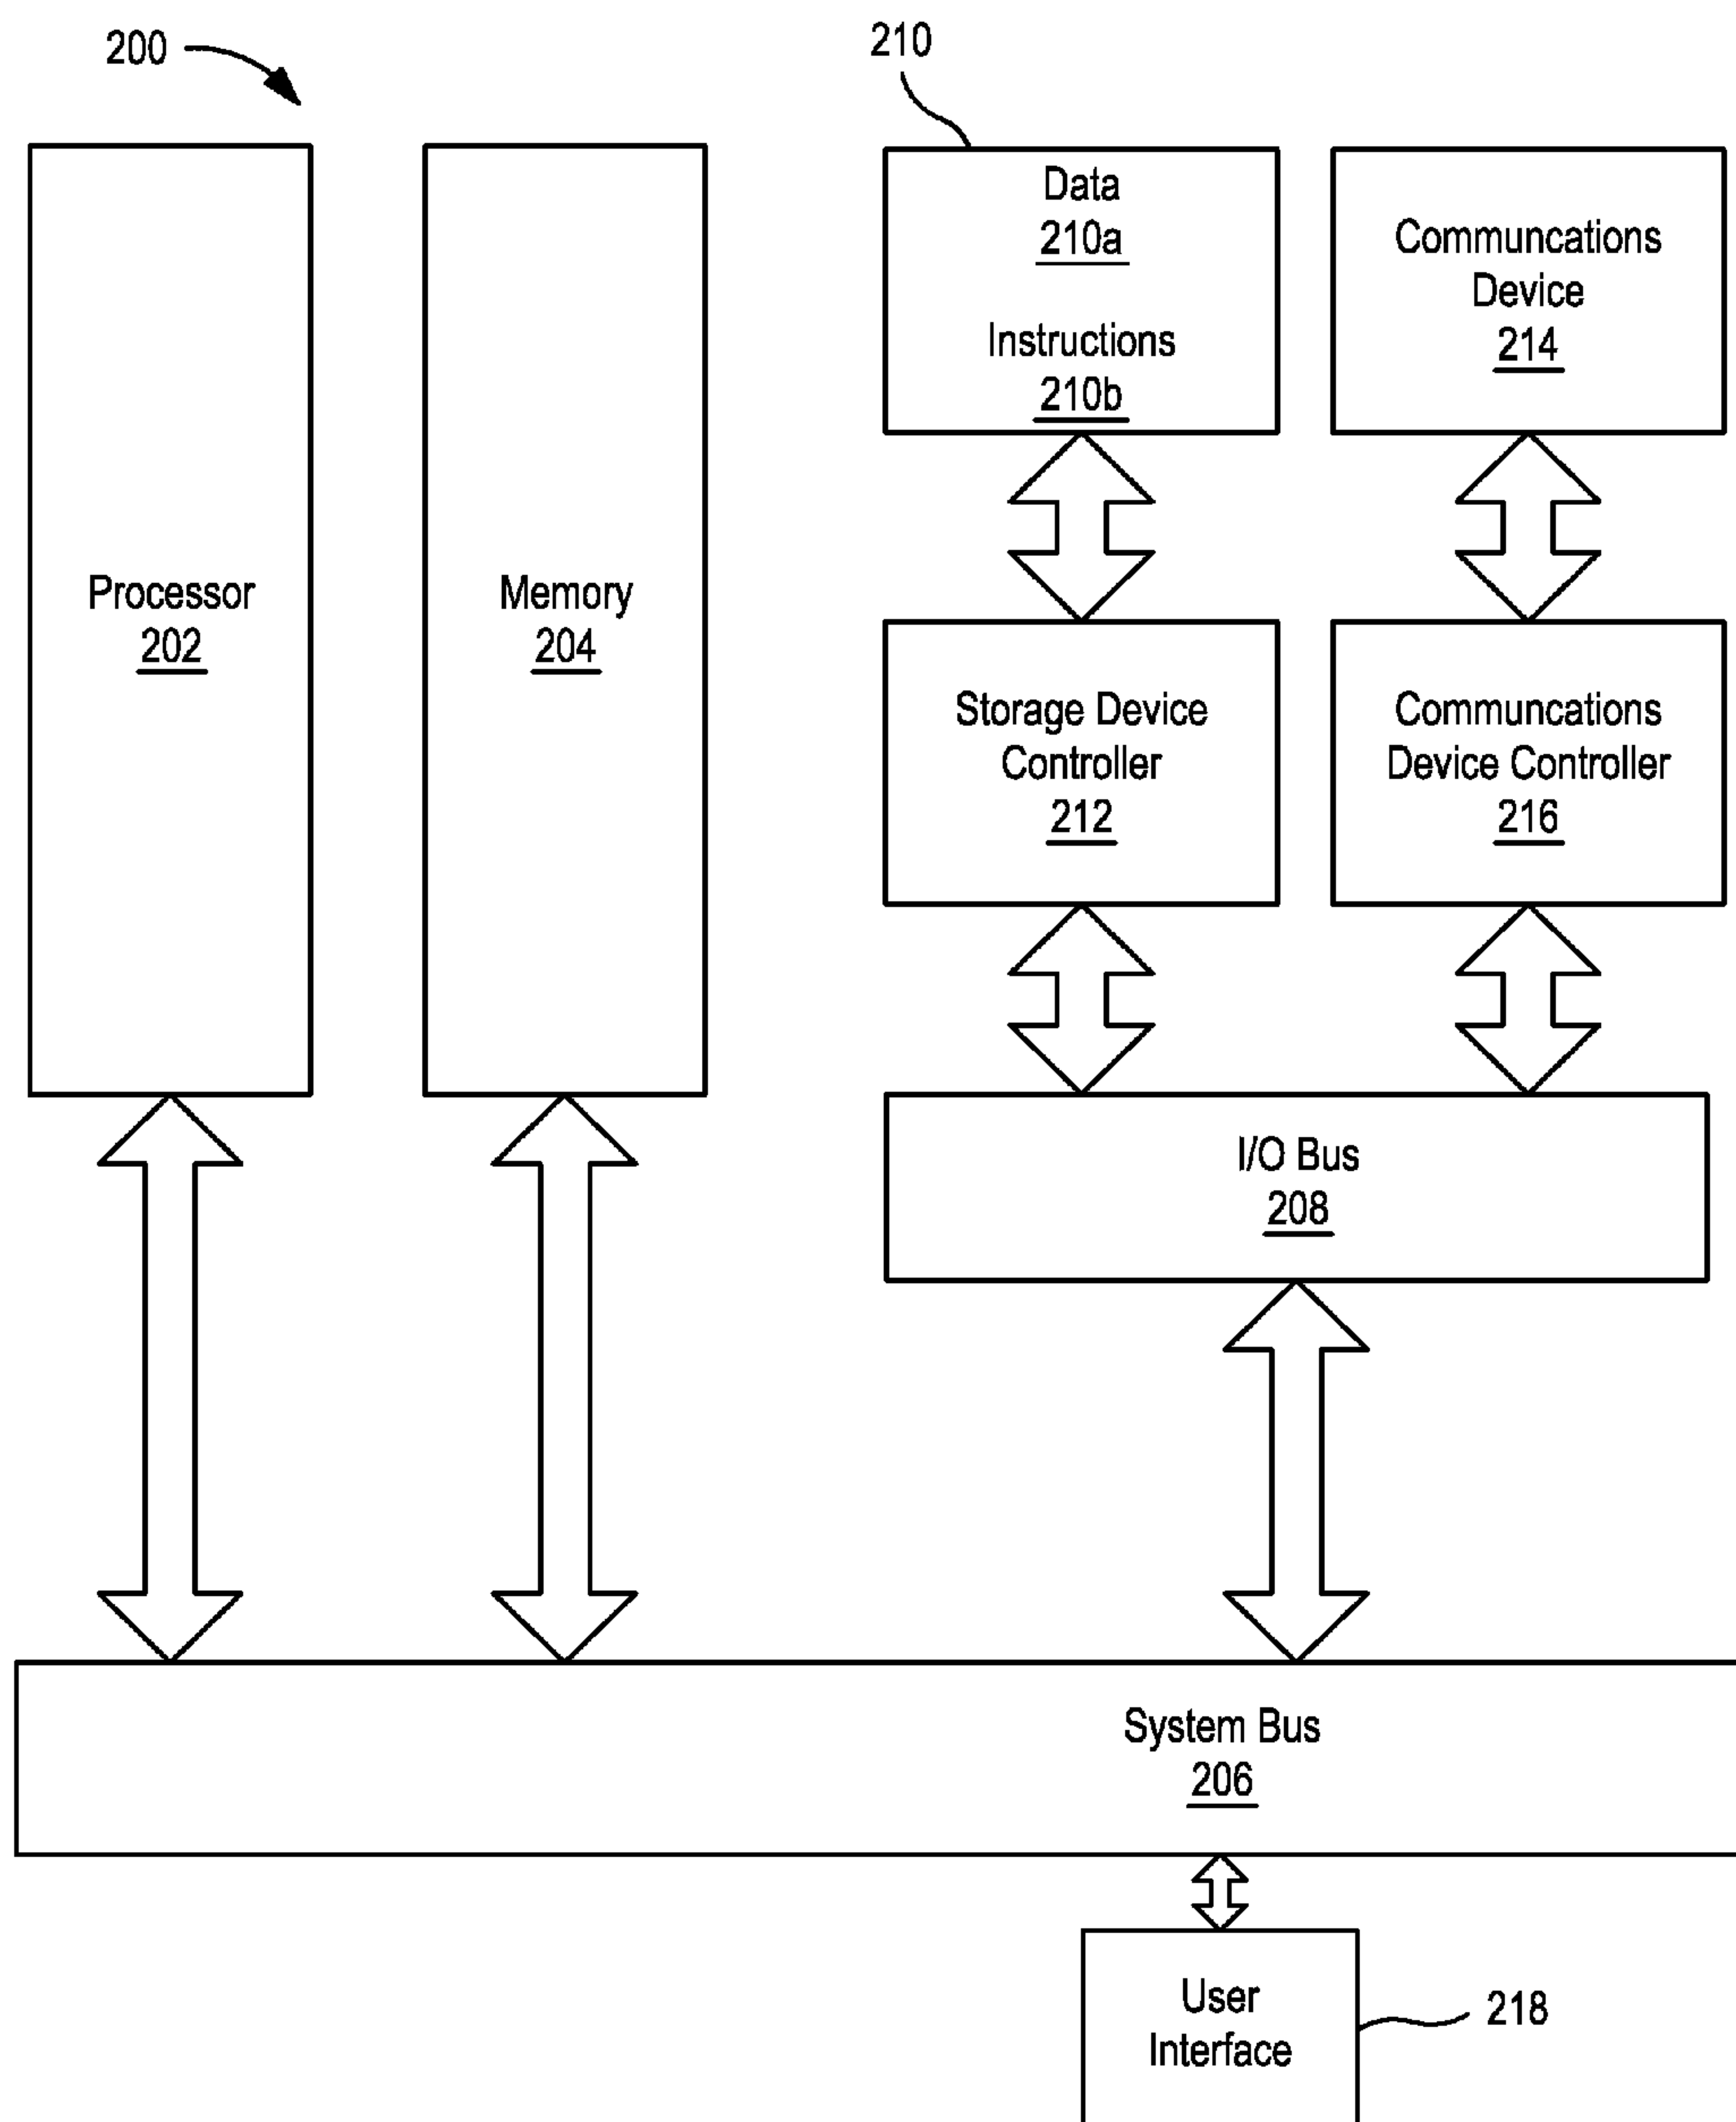 200
210
Data
210a
Instructions
210b
Communcations
Device
214
Processor
202
Memory
204
Storage Device
Controller
212
Communcations
Device Controller
216
I/O Bus
208
System Bus
206
User
Interface
218